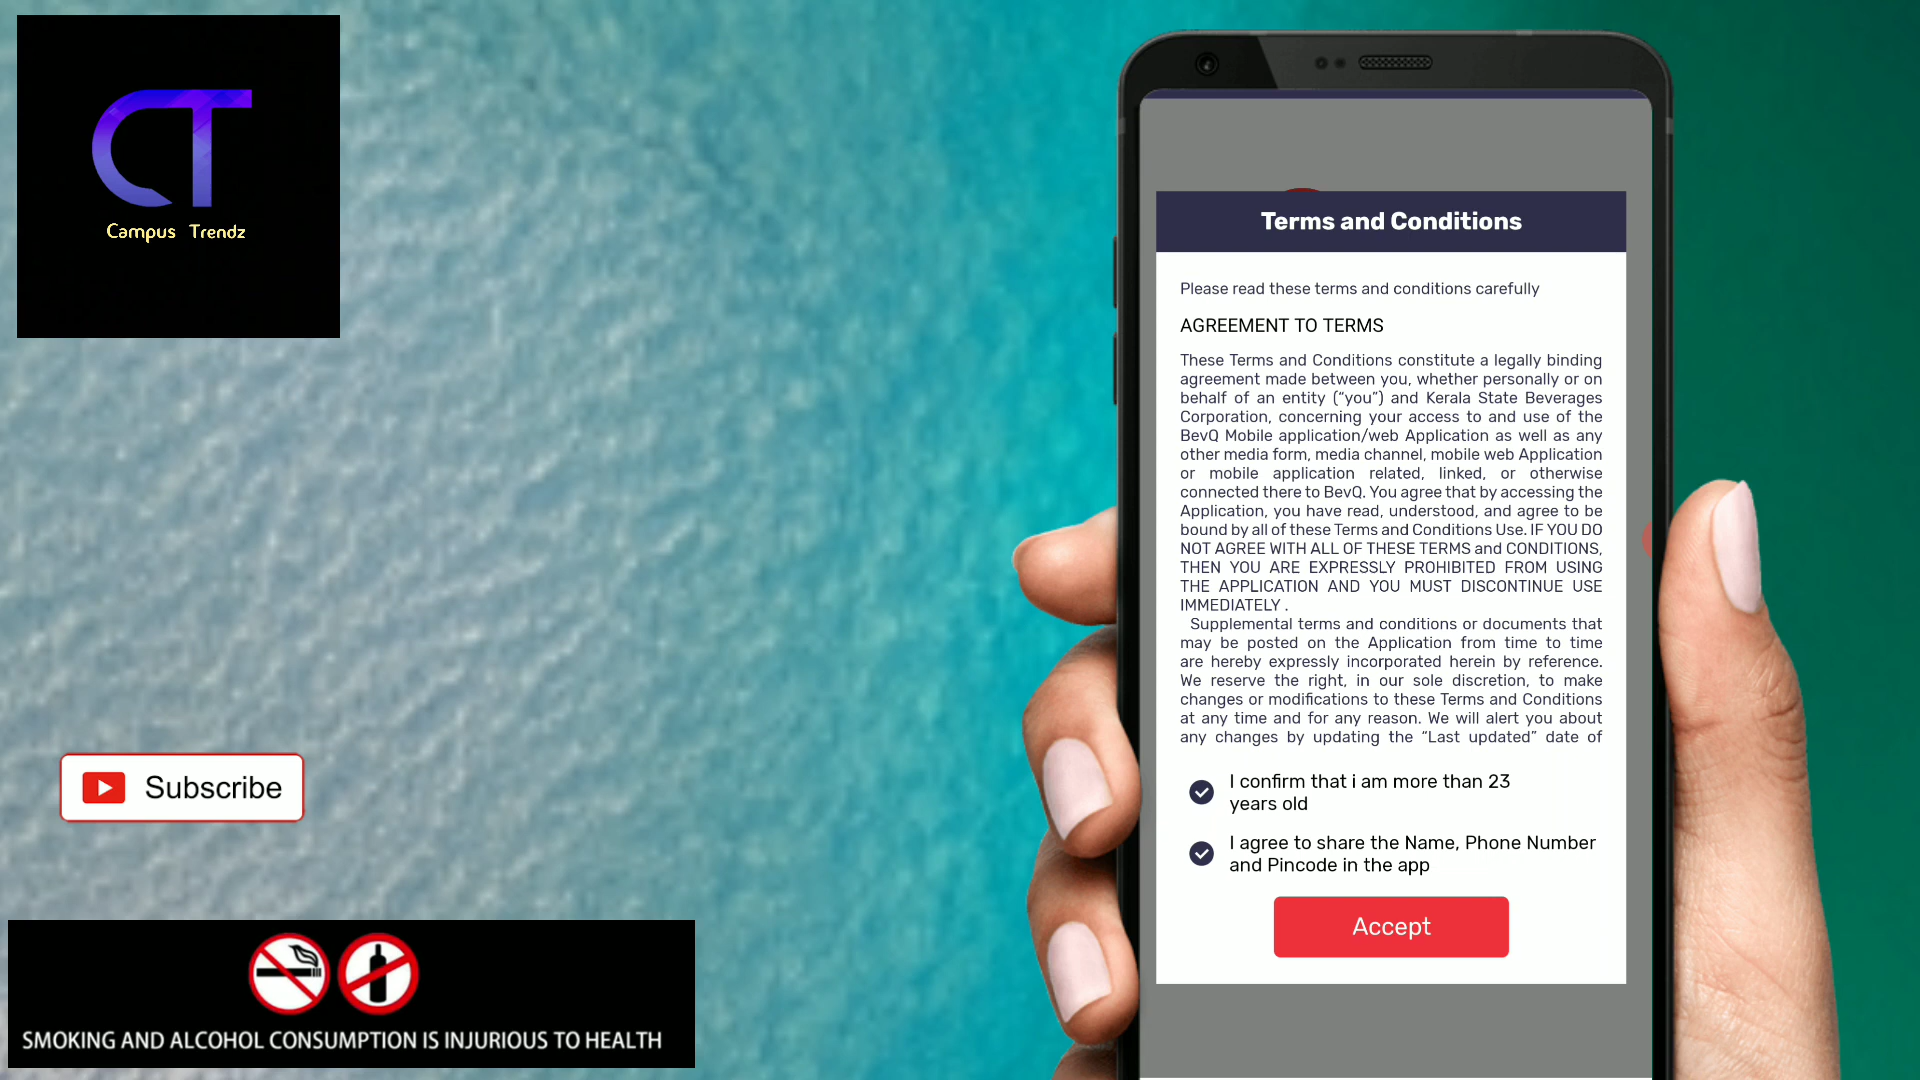 CT
Campus Trendz
Terms and Conditions
Please read these terms and conditions carefully
AGREEMENT TO TERMS
These Terms and Conditions constitute a legally binding
agreement made between you, whether personally or on
behalf of an entity (“you”) and Kerala State Beverages
Corporation, concerning your access to and use of the
BevQ Mobile application/web Application as well as any
other media form, media channel, mobile web Application
or mobile application related, linked, or otherwise
connected there to BevQ. You agree that by accessing the
Application, you have read, understood, and agree to be
bound by all of these Terms and Conditions Use. IF YOU DO
NOT AGREE WITH ALL OF THESE TERMS and CONDITIONS,
THEN YOU ARE EXPRESSLY PROHIBITED FROM USING
THE APPLICATION AND YOU MUST DISCONTINUE USE
IMMEDIATELY .
Supplemental terms and conditions or documents that
may be posted on the Application from time to time
are hereby expressly incorporated herein by reference.
We reserve the right, in our sole discretion, to make
changes or modifications to these Terms and Conditions
at any time and for any reason. We will alert you about
any changes by updating the “Last updated” date of
I confirm that i am more than 23
years old
I agree to share the Name, Phone Number
and Pincode in the app
Accept
Subscribe
SMOKING AND ALCOHOL CONSUMPTION IS INJURIOUS TO HEALTH